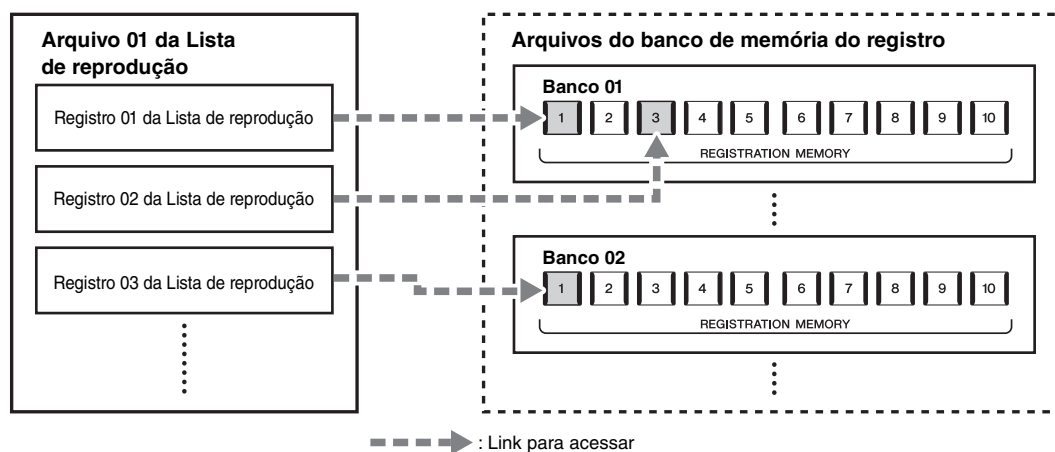 Arquivo 01 da Lista
de reprodução
Registro 01 da Lista de reprodução
Registro 02 da Lista de reprodução
Registro 03 da Lista de reprodução
Arquivos do banco de memória do registro
Banco 01
1 2 3 4 5 6 7 8 9 10
REGISTRATION MEMORY
Banco 02
1 2 3 4 5 6 7 8 9 10
REGISTRATION MEMORY
: Link para acessar